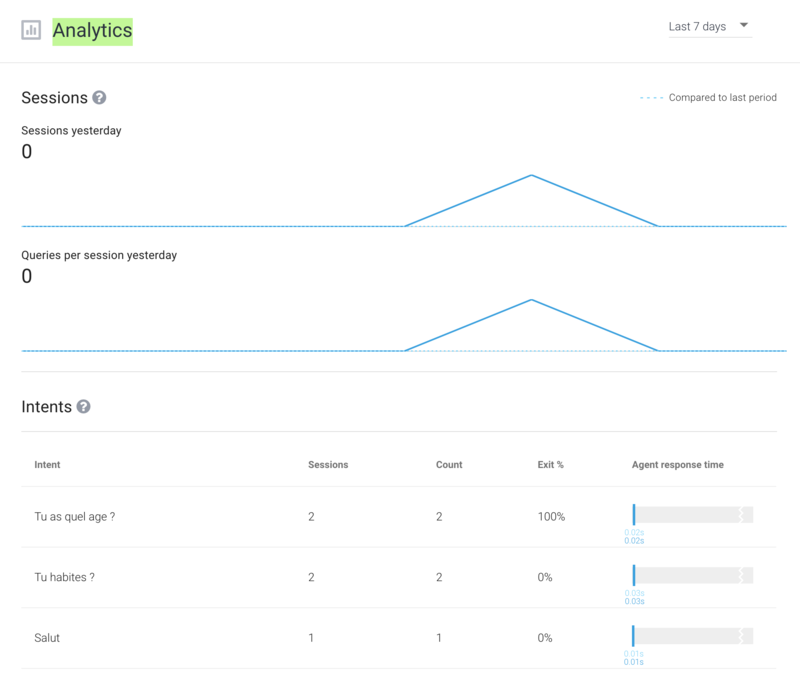 Analytics
Last 7 days
Sessions
Compared to last period
Sessions yesterday
0
Queries per session yesterday
0
Intents
Intent Sessions Count Exit % Agent response time
Tu as quel age ? 2 2 100%
0.02s
0.02s
Tu habites ? 2 2 0%
0.03s
0.03s
Salut 1 1 0%
0.01s
0.01s